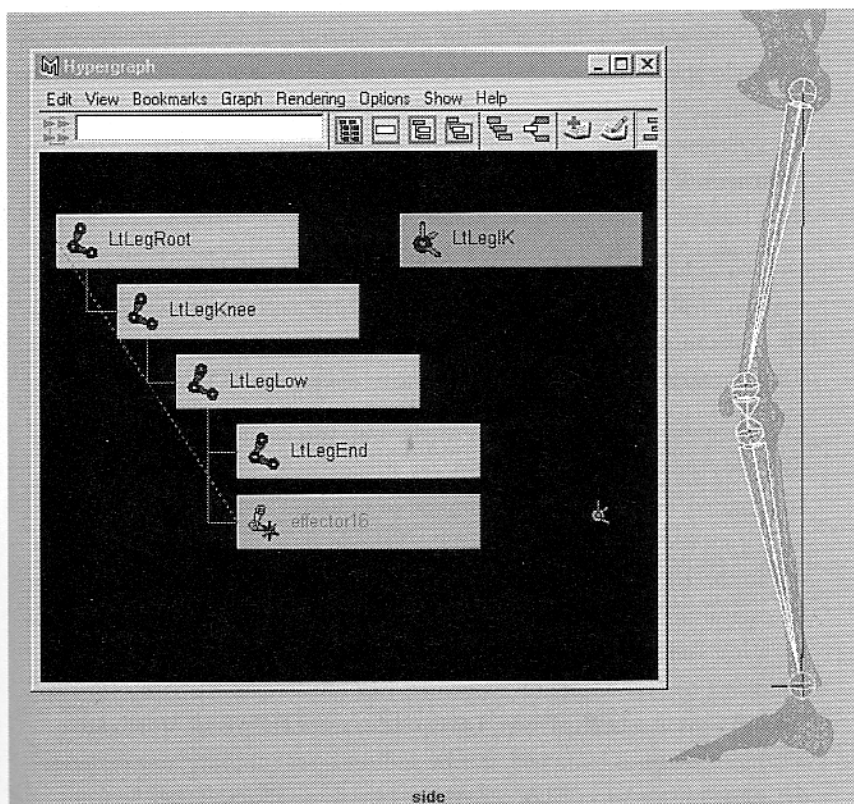 Hypergraph
Edit View Bookmarks Graph Rendering Options Show Help
LtLegRoot
LtLegIK
LtLegKnee
LtLegLow
LtLegEnd
effector16
side